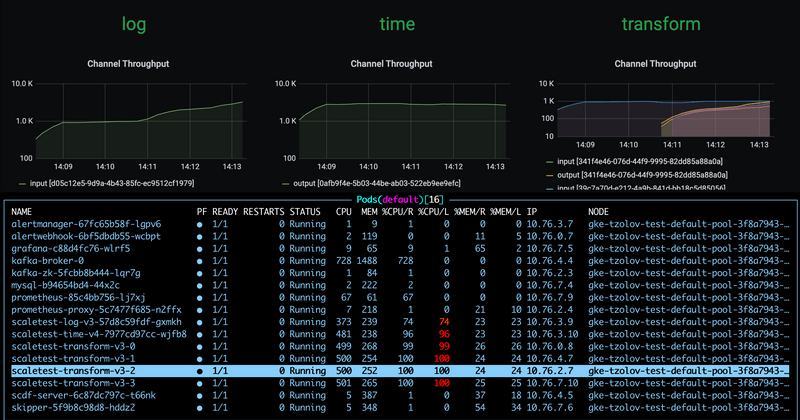 log time transform
Channel Throughput Channel Throughput Channel Throughput
10.0 K 10.0 K 10.0 K
1.0 K 1.0 K 1 K
100
100 100 10
14:09 14:10 14:11 14:12 14:13 14:09 14:10 14:11 14:12 14:13 14:09 14:10 14:11 14:12 14:13
input [d05c12e5-9d9a-4b43-85fc-ec9512cf1979] output [0afb9f4e-5b03-44be-ab03-522eb9ee9efc] input [341f4e46-076d-44f9-9995-82dd85a88a0a]
output [341f4e46-076d-44f9-9995-82dd85a88a0a]
Pods(default)[16]
NAME PF READY RESTARTS STATUS CPU MEM %CPU/R %CPU/L %MEM/R %MEM/L IP NODE
alertmanager-67fc65b58f-lgpv6 ● 1/1 0 Running 1 9 1 0 0 0 10.76.3.7 gke-tzolov-test-default-pool-3f8a7943-…
alertwebhook-6bf5dbdb55-wcbpt ● 1/1 0 Running 2 119 0 0 11 5 10.76.0.7 gke-tzolov-test-default-pool-3f8a7943-…
grafana-c88d4fc76-wlrf5 ● 1/1 0 Running 9 65 9 1 65 2 10.76.7.5 gke-tzolov-test-default-pool-3f8a7943-…
kafka-broker-0 ● 1/1 0 Running 728 1488 728 0 0 0 10.76.4.4 gke-tzolov-test-default-pool-3f8a7943-…
kafka-zk-5fcbb8b444-lqr7g ● 1/1 0 Running 1 84 1 0 0 0 10.76.2.3 gke-tzolov-test-default-pool-3f8a7943-…
mysql-b94654bd4-44x2c ● 1/1 0 Running 2 222 2 0 0 0 10.76.7.4 gke-tzolov-test-default-pool-3f8a7943-…
prometheus-85c4bb756-lj7xj ● 1/1 0 Running 67 61 67 0 0 0 10.76.7.9 gke-tzolov-test-default-pool-3f8a7943-…
prometheus-proxy-5c7477f685-n2ffx ● 1/1 0 Running 7 218 1 0 21 10 10.76.2.4 gke-tzolov-test-default-pool-3f8a7943-…
scaletest-log-v3-57d8c59fdf-gxmkh ● 1/1 0 Running 373 239 74 74 23 23 10.76.3.9 gke-tzolov-test-default-pool-3f8a7943-…
scaletest-time-v4-7977cd97cc-wjfb8 ● 1/1 0 Running 481 238 96 96 23 23 10.76.3.10 gke-tzolov-test-default-pool-3f8a7943-…
scaletest-transform-v3-0 ● 1/1 0 Running 499 268 99 99 26 26 10.76.0.8 gke-tzolov-test-default-pool-3f8a7943-…
scaletest-transform-v3-1 ● 1/1 0 Running 500 254 100 100 24 24 10.76.4.7 gke-tzolov-test-default-pool-3f8a7943-…
scaletest-transform-v3-2 ● 1/1 0 Running 500 252 100 100 24 24 10.76.2.7 gke-tzolov-test-default-pool-3f8a7943-…
scaletest-transform-v3-3 ● 1/1 0 Running 501 265 100 100 25 25 10.76.7.10 gke-tzolov-test-default-pool-3f8a7943-…
scdf-server-6c87dc797c-t66nk ● 1/1 0 Running 5 387 1 0 37 18 10.76.4.5 gke-tzolov-test-default-pool-3f8a7943-…
skipper-5f9b8c98d8-hddz2 ● 1/1 0 Running 5 348 1 0 54 34 10.76.7.6 gke-tzolov-test-default-pool-3f8a7943-…